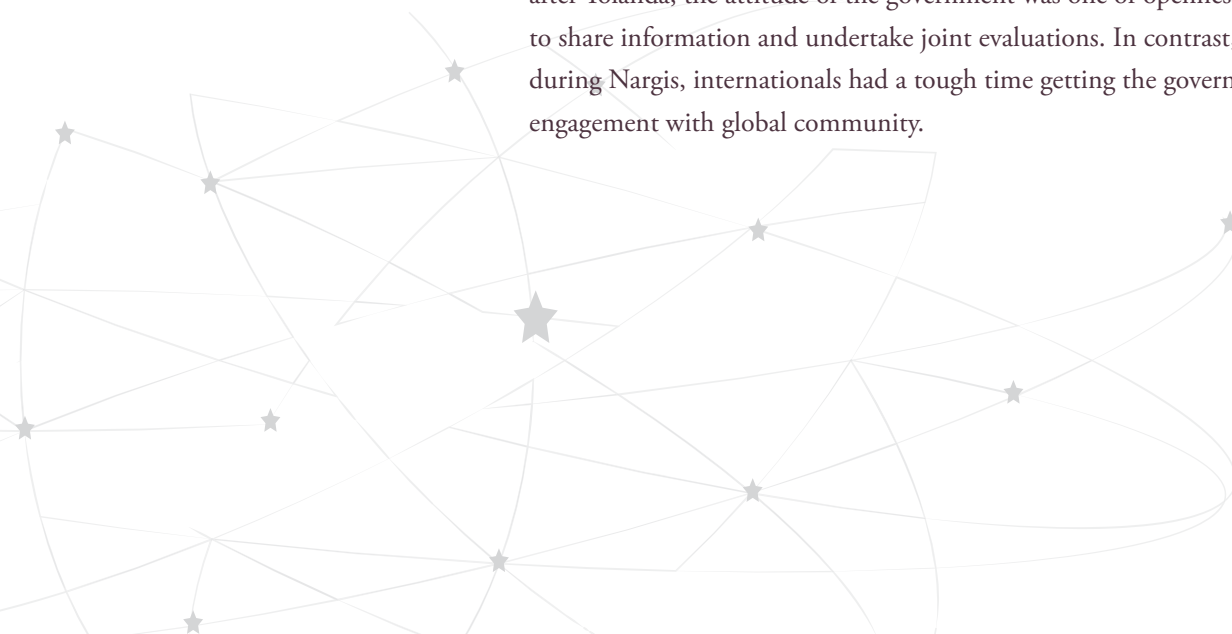 after Yolanda, the attitude of the government was one of openness
to share information and undertake joint evaluations. In contrast,
during Nargis, internationals had a tough time getting the govern
engagement with global community.